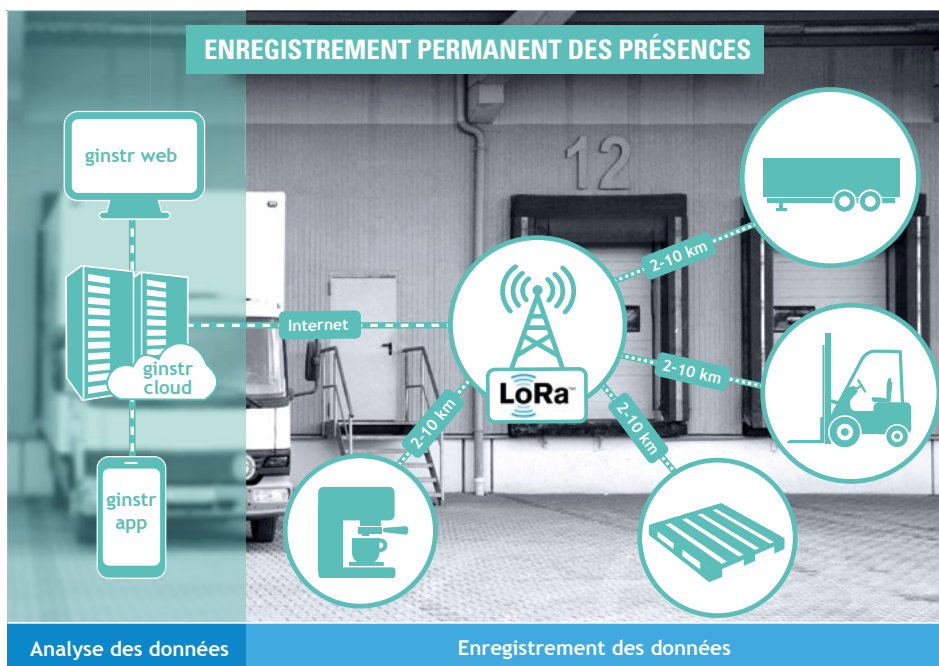 ENREGISTREMENT PERMANENT DES PRÉSENCES
12
ginstr web
2-10 km
Internet
ginstr
cloud
2-10 km
LoRa™
2-10 km
2-10 km
ginstr
app
Analyse des données
Enregistrement des données